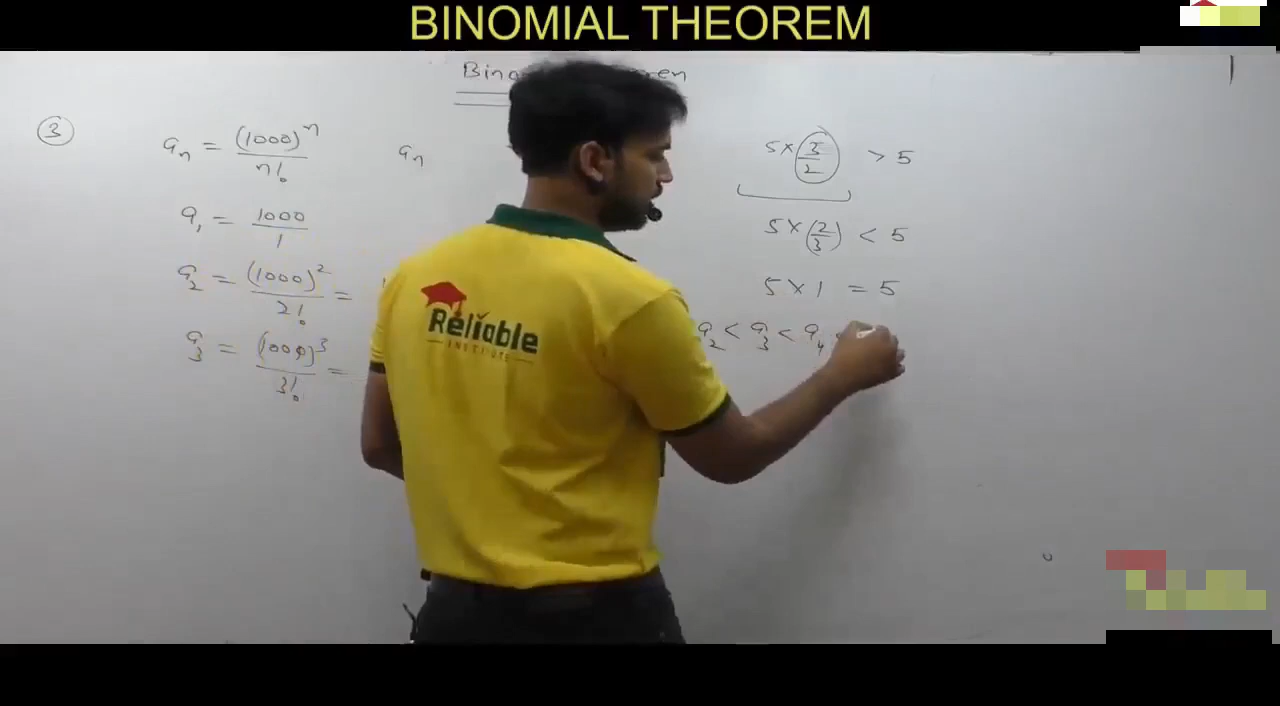 BINOMIAL THEOREM
3
aₙ = (1000)ⁿ / n!
aₙ
a₁ = 1000 / 1
a₂ = (1000)² / 2! =
a₃ = (1000)³ / 3! =
5 × 3/2 > 5
5 × (2/3) < 5
5 × 1 = 5
a₂ < a₃ < a₄
Reliable
INSTITUTE